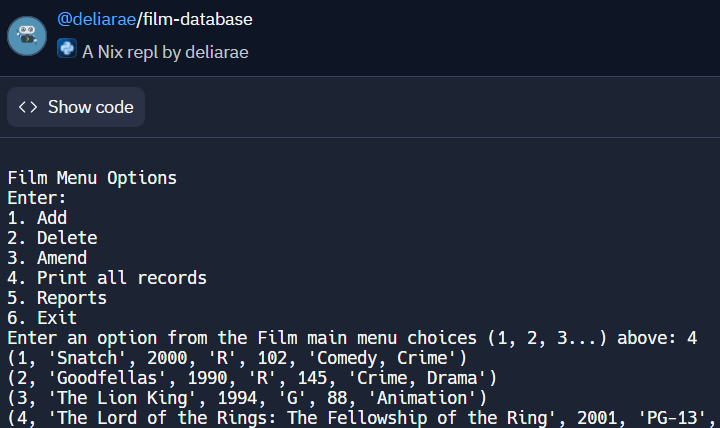 @deliarae/film-database
A Nix repl by deliarae
<> Show code
Film Menu Options
Enter:
1. Add
2. Delete
3. Amend
4. Print all records
5. Reports
6. Exit
Enter an option from the Film main menu choices (1, 2, 3...) above: 4
(1, 'Snatch', 2000, 'R', 102, 'Comedy, Crime')
(2, 'Goodfellas', 1990, 'R', 145, 'Crime, Drama')
(3, 'The Lion King', 1994, 'G', 88, 'Animation')
(4, 'The Lord of the Rings: The Fellowship of the Ring', 2001, 'PG-13',